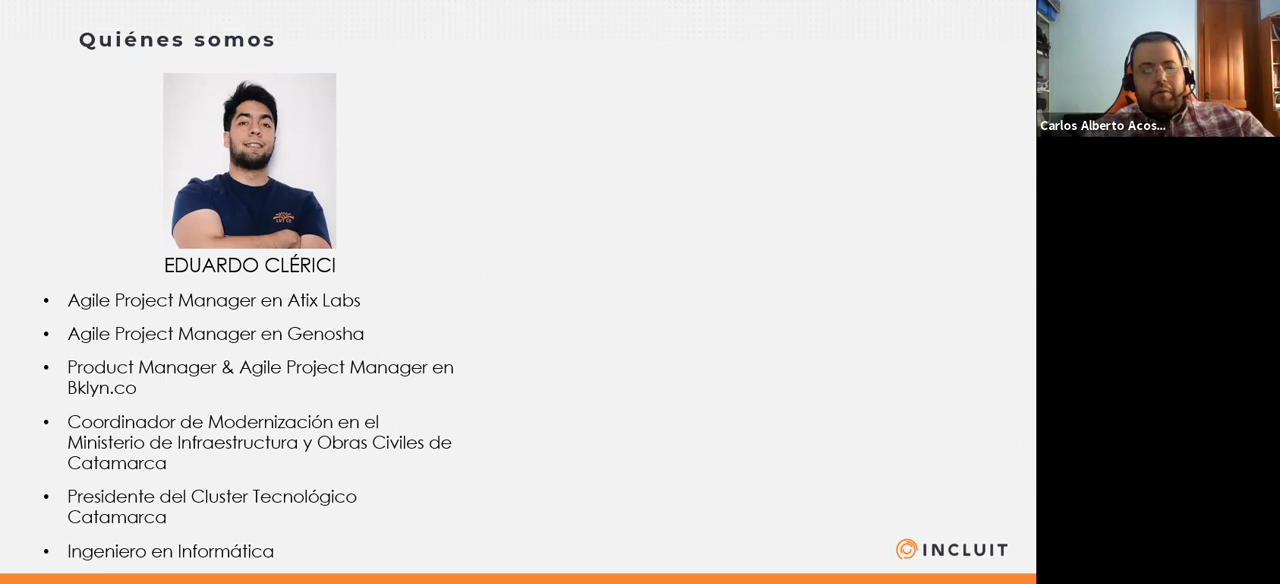 Quiénes somos
Carlos Alberto Acos...
EDUARDO CLÉRICI
• Agile Project Manager en Atix Labs
• Agile Project Manager en Genosha
• Product Manager & Agile Project Manager en
Bklyn.co
• Coordinador de Modernización en el
Ministerio de Infraestructura y Obras Civiles de
Catamarca
• Presidente del Cluster Tecnológico
Catamarca
• Ingeniero en Informática
INCLUIT